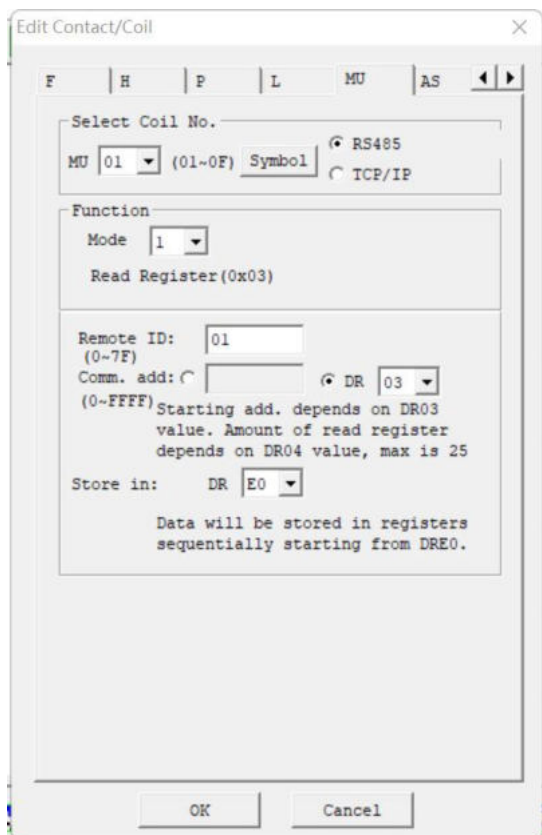 Edit Contact/Coil
F H P L MU AS
Select Coil No.
MU 01 (01~0F) Symbol RS485
TCP/IP
Function
Mode 1
Read Register(0x03)
Remote ID: 01
(0~7F)
Comm. add: DR 03
(0~FFFF) Starting add. depends on DR03
value. Amount of read register
depends on DR04 value, max is 25
Store in: DR E0
Data will be stored in registers
sequentially starting from DRE0.
OK Cancel